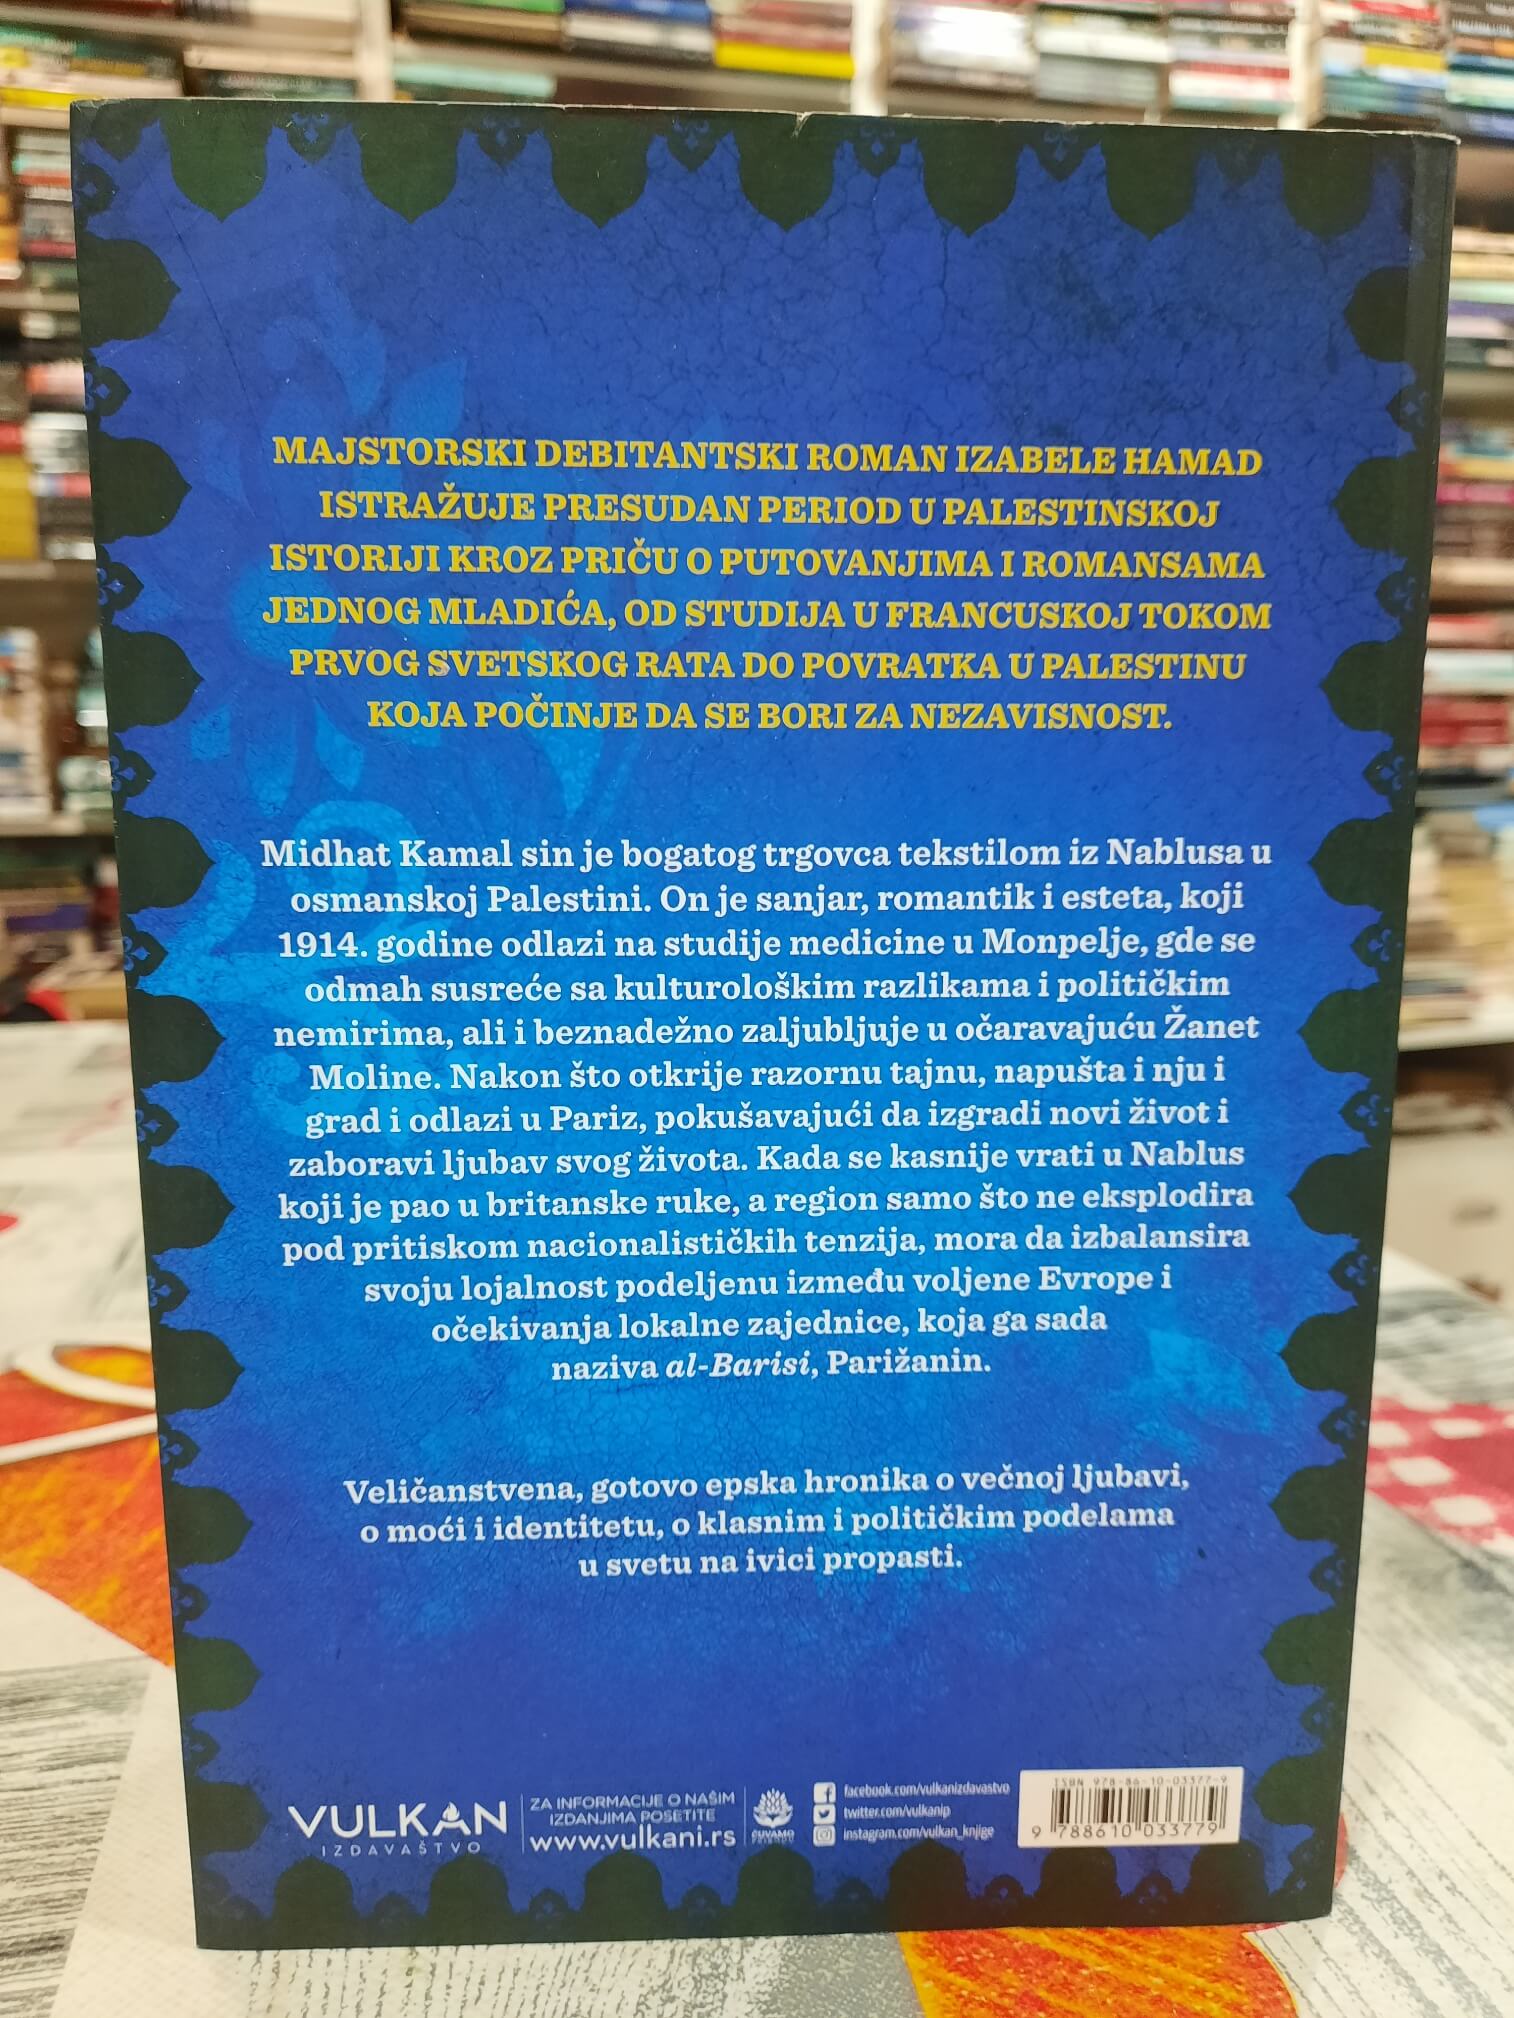 MAJSTORSKI DEBITANTSKI ROMAN IZABELE HAMAD
ISTRAŽUJE PRESUDAN PERIOD U PALESTINSKOJ
ISTORIJI KROZ PRIČU O PUTOVANJIMA I ROMANSAMA
JEDNOG MLADIĆA, OD STUDIJA U FRANCUSKOJ TOKOM
PRVOG SVETSKOG RATA DO POVRATKA U PALESTINU
KOJA POČINJE DA SE BORI ZA NEZAVISNOST.
Midhat Kamal sin je bogatog trgovca tekstilom iz Nablusa u
osmanskoj Palestini. On je sanjar, romantik i esteta, koji
1914. godine odlazi na studije medicine u Monpelje, gde se
odmah susreće sa kulturološkim razlikama i političkim
nemirima, ali i beznadežno zaljubljuje u očaravajuću Žanet
Moline. Nakon što otkrije razornu tajnu, napušta i nju i
grad i odlazi u Pariz, pokušavajući da izgradi novi život i
zaboravi ljubav svog života. Kada se kasnije vrati u Nablus
koji je pao u britanske ruke, a region samo što ne eksplodira
pod pritiskom nacionalističkih tenzija, mora da izbalansira
svoju lojalnost podeljenu između voljene Evrope i
očekivanja lokalne zajednice, koja ga sada
naziva al-Barisi, Parižanin.
Veličanstvena, gotovo epska hronika o večnoj ljubavi,
o moći i identitetu, o klasnim i političkim podelama
u svetu na ivici propasti.
VULKAN
IZDAVAŠTVO
ZA INFORMACIJE O NAŠIM
IZDANJIMA POSETITE
www.vulkani.rs
ČUVAMO
facebook.com/vulkanizdavastvo
twitter.com/vulkanip
instagram.com/vulkan_knjige
ISBN 978-86-10-03377-9
9 788610 033779